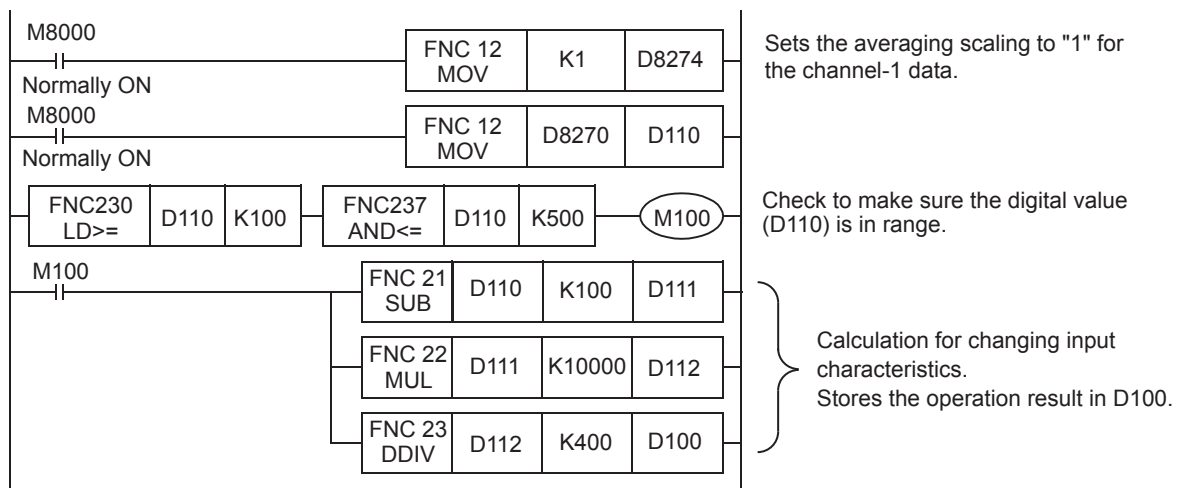 M8000
Normally ON
FNC 12
MOV
K1
D8274
Sets the averaging scaling to "1" for
the channel-1 data.
M8000
Normally ON
FNC 12
MOV
D8270
D110
FNC230
LD>=
D110
K100
FNC237
AND<=
D110
K500
M100
Check to make sure the digital value
(D110) is in range.
M100
FNC 21
SUB
D110
K100
D111
FNC 22
MUL
D111
K10000
D112
FNC 23
DDIV
D112
K400
D100
Calculation for changing input
characteristics.
Stores the operation result in D100.